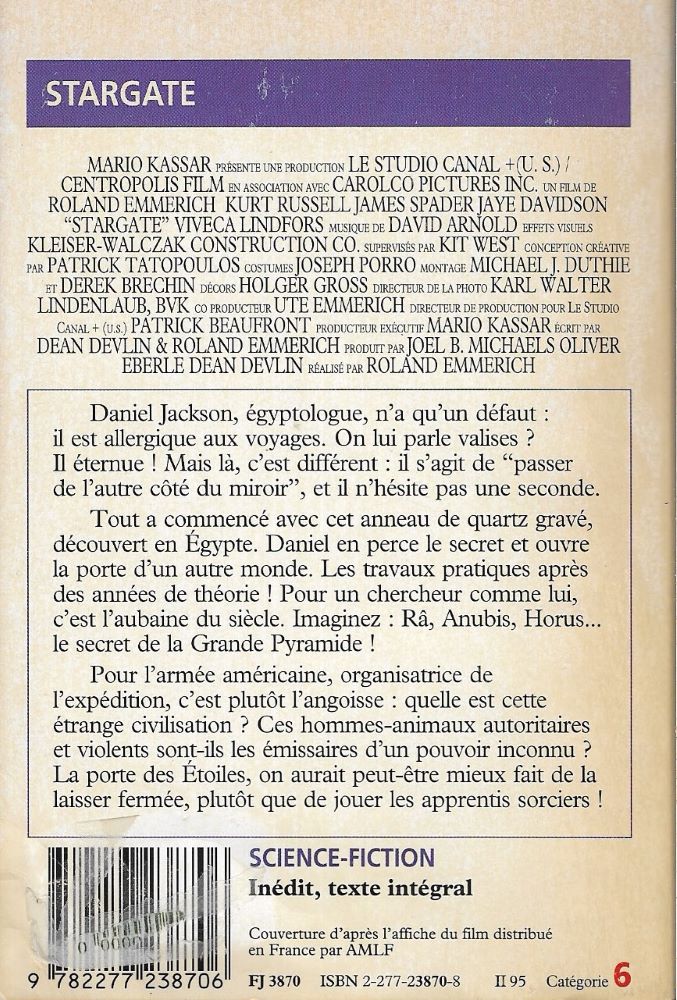 STARGATE
MARIO KASSAR PRÉSENTE UNE PRODUCTION LE STUDIO CANAL +(U. S.) /
CENTROPOLIS FILM EN ASSOCIATION AVEC CAROLCO PICTURES INC. UN FILM DE
ROLAND EMMERICH KURT RUSSELL JAMES SPADER JAYE DAVIDSON
“STARGATE” VIVECA LINDFORS MUSIQUE DE DAVID ARNOLD EFFETS VISUELS
KLEISER-WALCZAK CONSTRUCTION CO. SUPERVISÉS PAR KIT WEST CONCEPTION CRÉATIVE
PAR PATRICK TATOPOULOS COSTUMES JOSEPH PORRO MONTAGE MICHAEL J. DUTHIE
ET DEREK BRECHIN DÉCORS HOLGER GROSS DIRECTEUR DE LA PHOTO KARL WALTER
LINDENLAUB, BVK CO PRODUCTEUR UTE EMMERICH DIRECTEUR DE PRODUCTION POUR LE STUDIO
CANAL + (U.S.) PATRICK BEAUFRONT PRODUCTEUR EXÉCUTIF MARIO KASSAR ÉCRIT PAR
DEAN DEVLIN & ROLAND EMMERICH PRODUIT PAR JOEL B. MICHAELS OLIVER
EBERLE DEAN DEVLIN RÉALISÉ PAR ROLAND EMMERICH
Daniel Jackson, égyptologue, n’a qu’un défaut :
il est allergique aux voyages. On lui parle valises ?
Il éternue ! Mais là, c’est différent : il s’agit de “passer
de l’autre côté du miroir”, et il n’hésite pas une seconde.
Tout a commencé avec cet anneau de quartz gravé,
découvert en Égypte. Daniel en perce le secret et ouvre
la porte d’un autre monde. Les travaux pratiques après
des années de théorie ! Pour un chercheur comme lui,
c’est l’aubaine du siècle. Imaginez : Râ, Anubis, Horus...
le secret de la Grande Pyramide !
Pour l’armée américaine, organisatrice de
l’expédition, c’est plutôt l’angoisse : quelle est cette
étrange civilisation ? Ces hommes-animaux autoritaires
et violents sont-ils les émissaires d’un pouvoir inconnu ?
La porte des Étoiles, on aurait peut-être mieux fait de la
laisser fermée, plutôt que de jouer les apprentis sorciers !
SCIENCE-FICTION
Inédit, texte intégral
Couverture d’après l’affiche du film distribué
en France par AMLF
9 782277 238706
FJ 3870 ISBN 2-277-23870-8 II 95 Catégorie 6